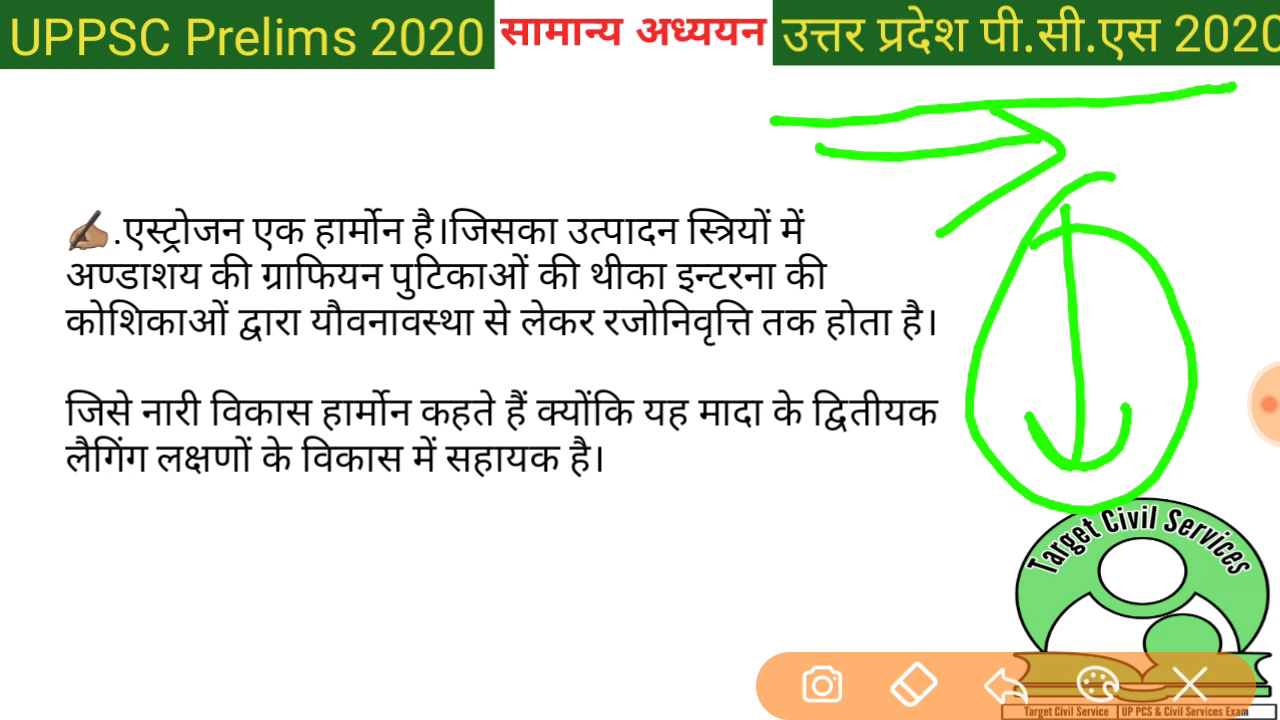 UPPSC Prelims 2020 सामान्य अध्ययन उत्तर प्रदेश पी.सी.एस 2020
✍🏽.एस्ट्रोजन एक हार्मोन है।जिसका उत्पादन स्त्रियों में
अण्डाशय की ग्राफियन पुटिकाओं की थीका इन्टरना की
कोशिकाओं द्वारा यौवनावस्था से लेकर रजोनिवृत्ति तक होता है।
जिसे नारी विकास हार्मोन कहते हैं क्योंकि यह मादा के द्वितीयक
लैगिंग लक्षणों के विकास में सहायक है।
Target Civil Services
Target Civil Service | UP PCS & Civil Services Exam